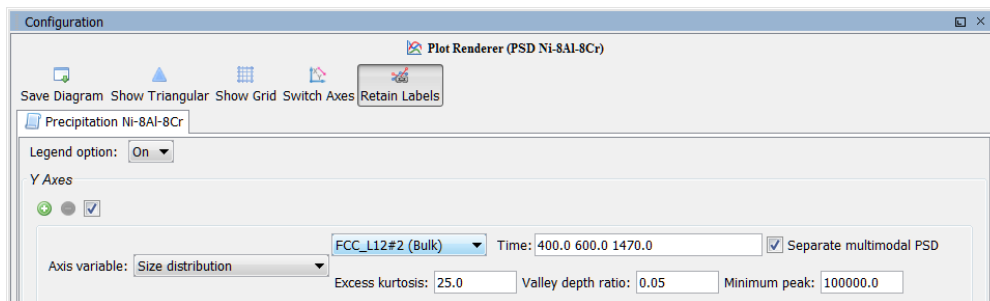 Configuration
Plot Renderer (PSD Ni-8Al-8Cr)
Save Diagram Show Triangular Show Grid Switch Axes Retain Labels
Precipitation Ni-8Al-8Cr
Legend option: On
Y Axes
FCC_L12#2 (Bulk) Time: 400.0 600.0 1470.0 Separate multimodal PSD
Axis variable: Size distribution
Excess kurtosis: 25.0 Valley depth ratio: 0.05 Minimum peak: 100000.0